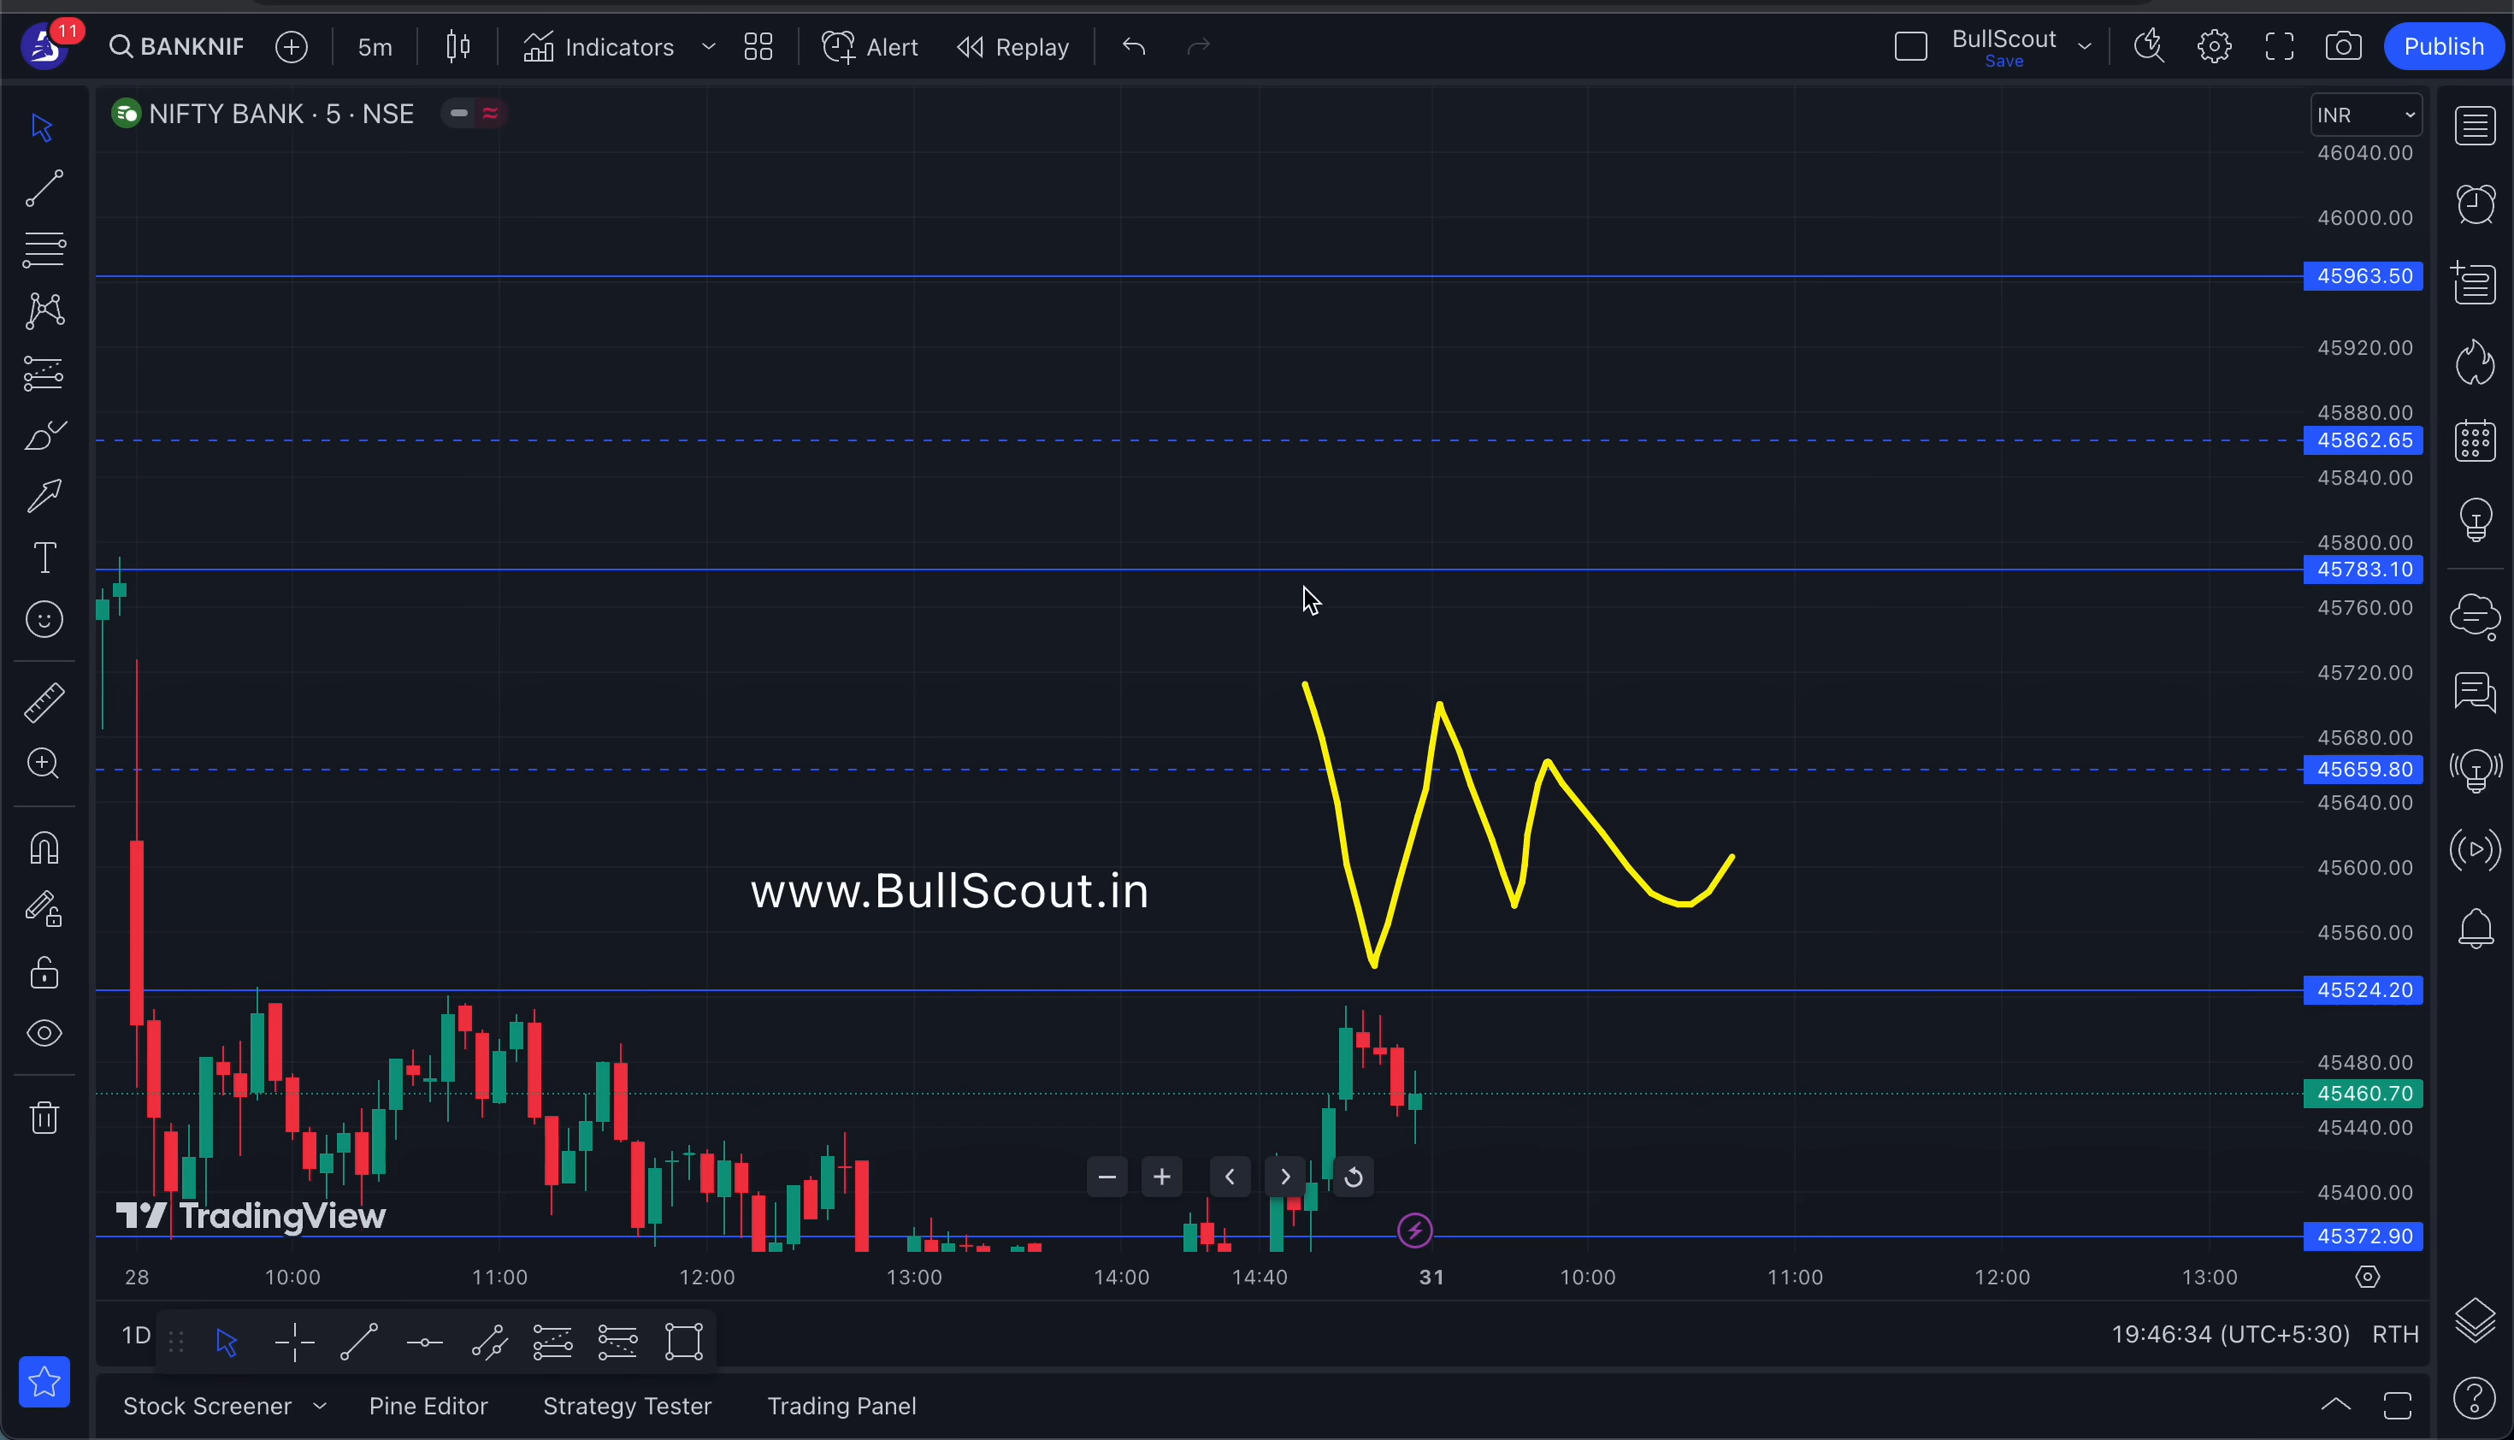 11
BANKNIF
5m
Indicators
Alert
Replay
BullScout
Save
Publish
NIFTY BANK · 5 · NSE
INR
46040.00
46000.00
45963.50
45920.00
45880.00
45862.65
45840.00
45800.00
45783.10
45760.00
45720.00
45680.00
45659.80
45640.00
45600.00
45560.00
45524.20
45480.00
45460.70
45440.00
45400.00
45372.90
www.BullScout.in
TradingView
28 10:00 11:00 12:00 13:00 14:00 14:40 31 10:00 11:00 12:00 13:00
1D
19:46:34 (UTC+5:30) RTH
Stock Screener Pine Editor Strategy Tester Trading Panel